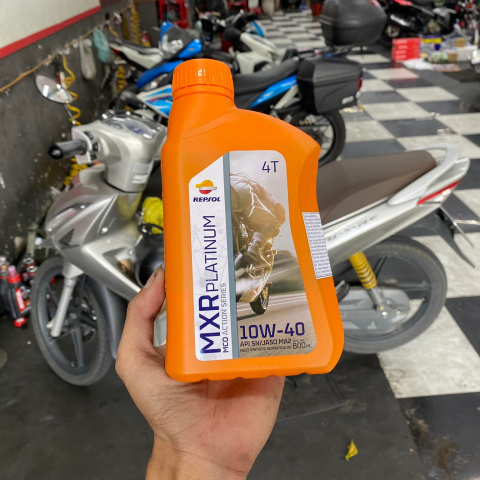 4T
REPSOL
MXR PLATINUM
MCO ACTION SERIES
10W-40
API SN/JASO MA2
800